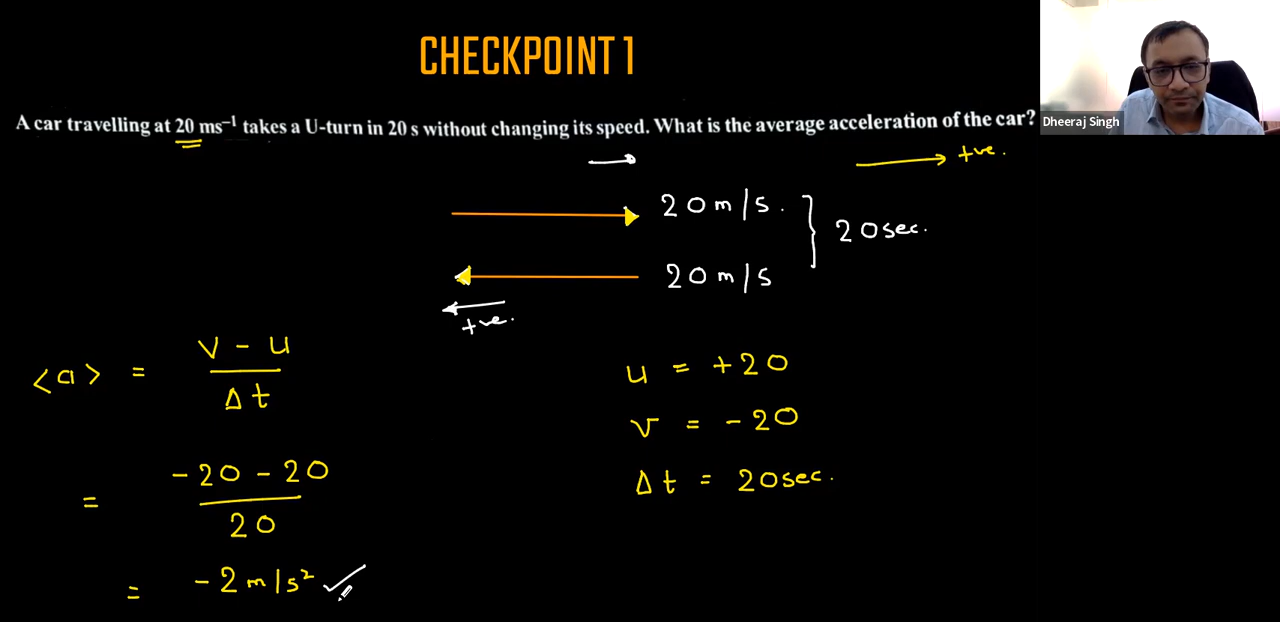 CHECKPOINT 1
A car travelling at 20 ms⁻¹ takes a U-turn in 20 s without changing its speed. What is the average acceleration of the car?
Dheeraj Singh
+ve.
20 m/s.
20 sec.
20 m/s
+ve.
<a> = (v - u)/Δt
= (-20 - 20)/20
= -2 m/s²
u = +20
v = -20
Δt = 20 sec.